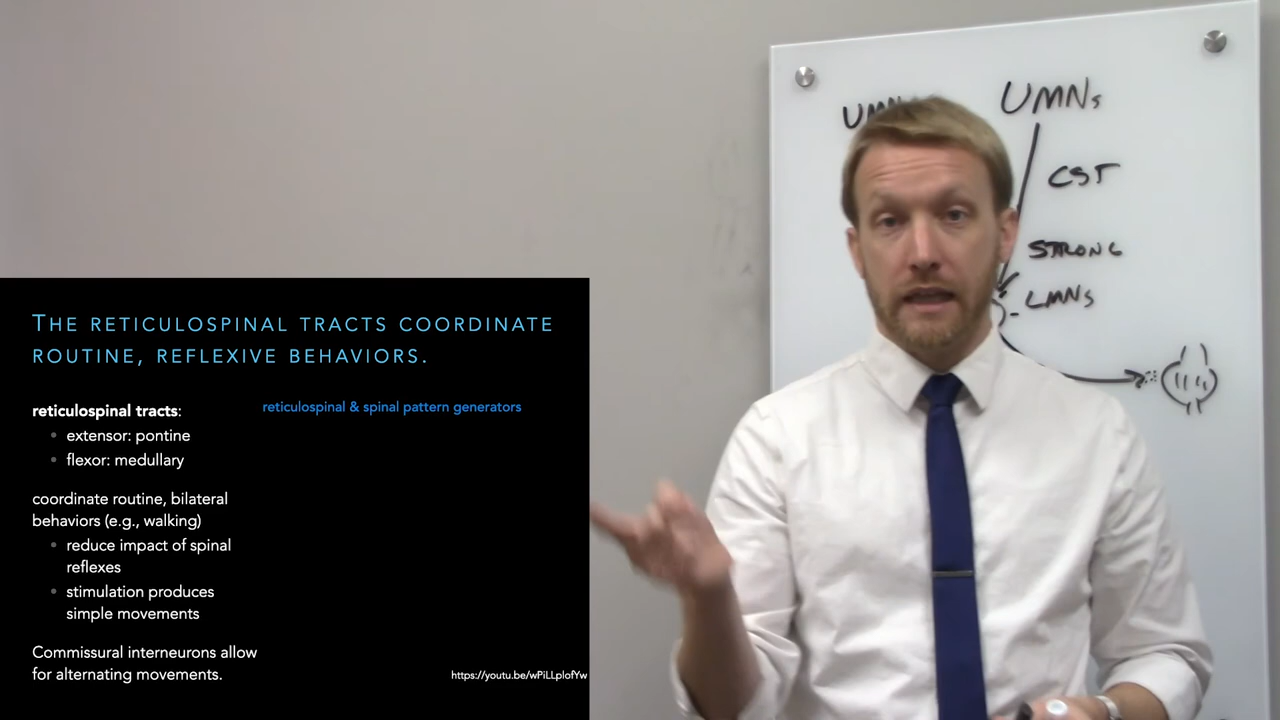 THE RETICULOSPINAL TRACTS COORDINATE
ROUTINE, REFLEXIVE BEHAVIORS.
reticulospinal tracts:
• extensor: pontine
• flexor: medullary
coordinate routine, bilateral
behaviors (e.g., walking)
• reduce impact of spinal
reflexes
• stimulation produces
simple movements
Commissural interneurons allow
for alternating movements.
reticulospinal & spinal pattern generators
https://youtu.be/wPiLLplofYw
UMNs
CST
STRONG
LMNs